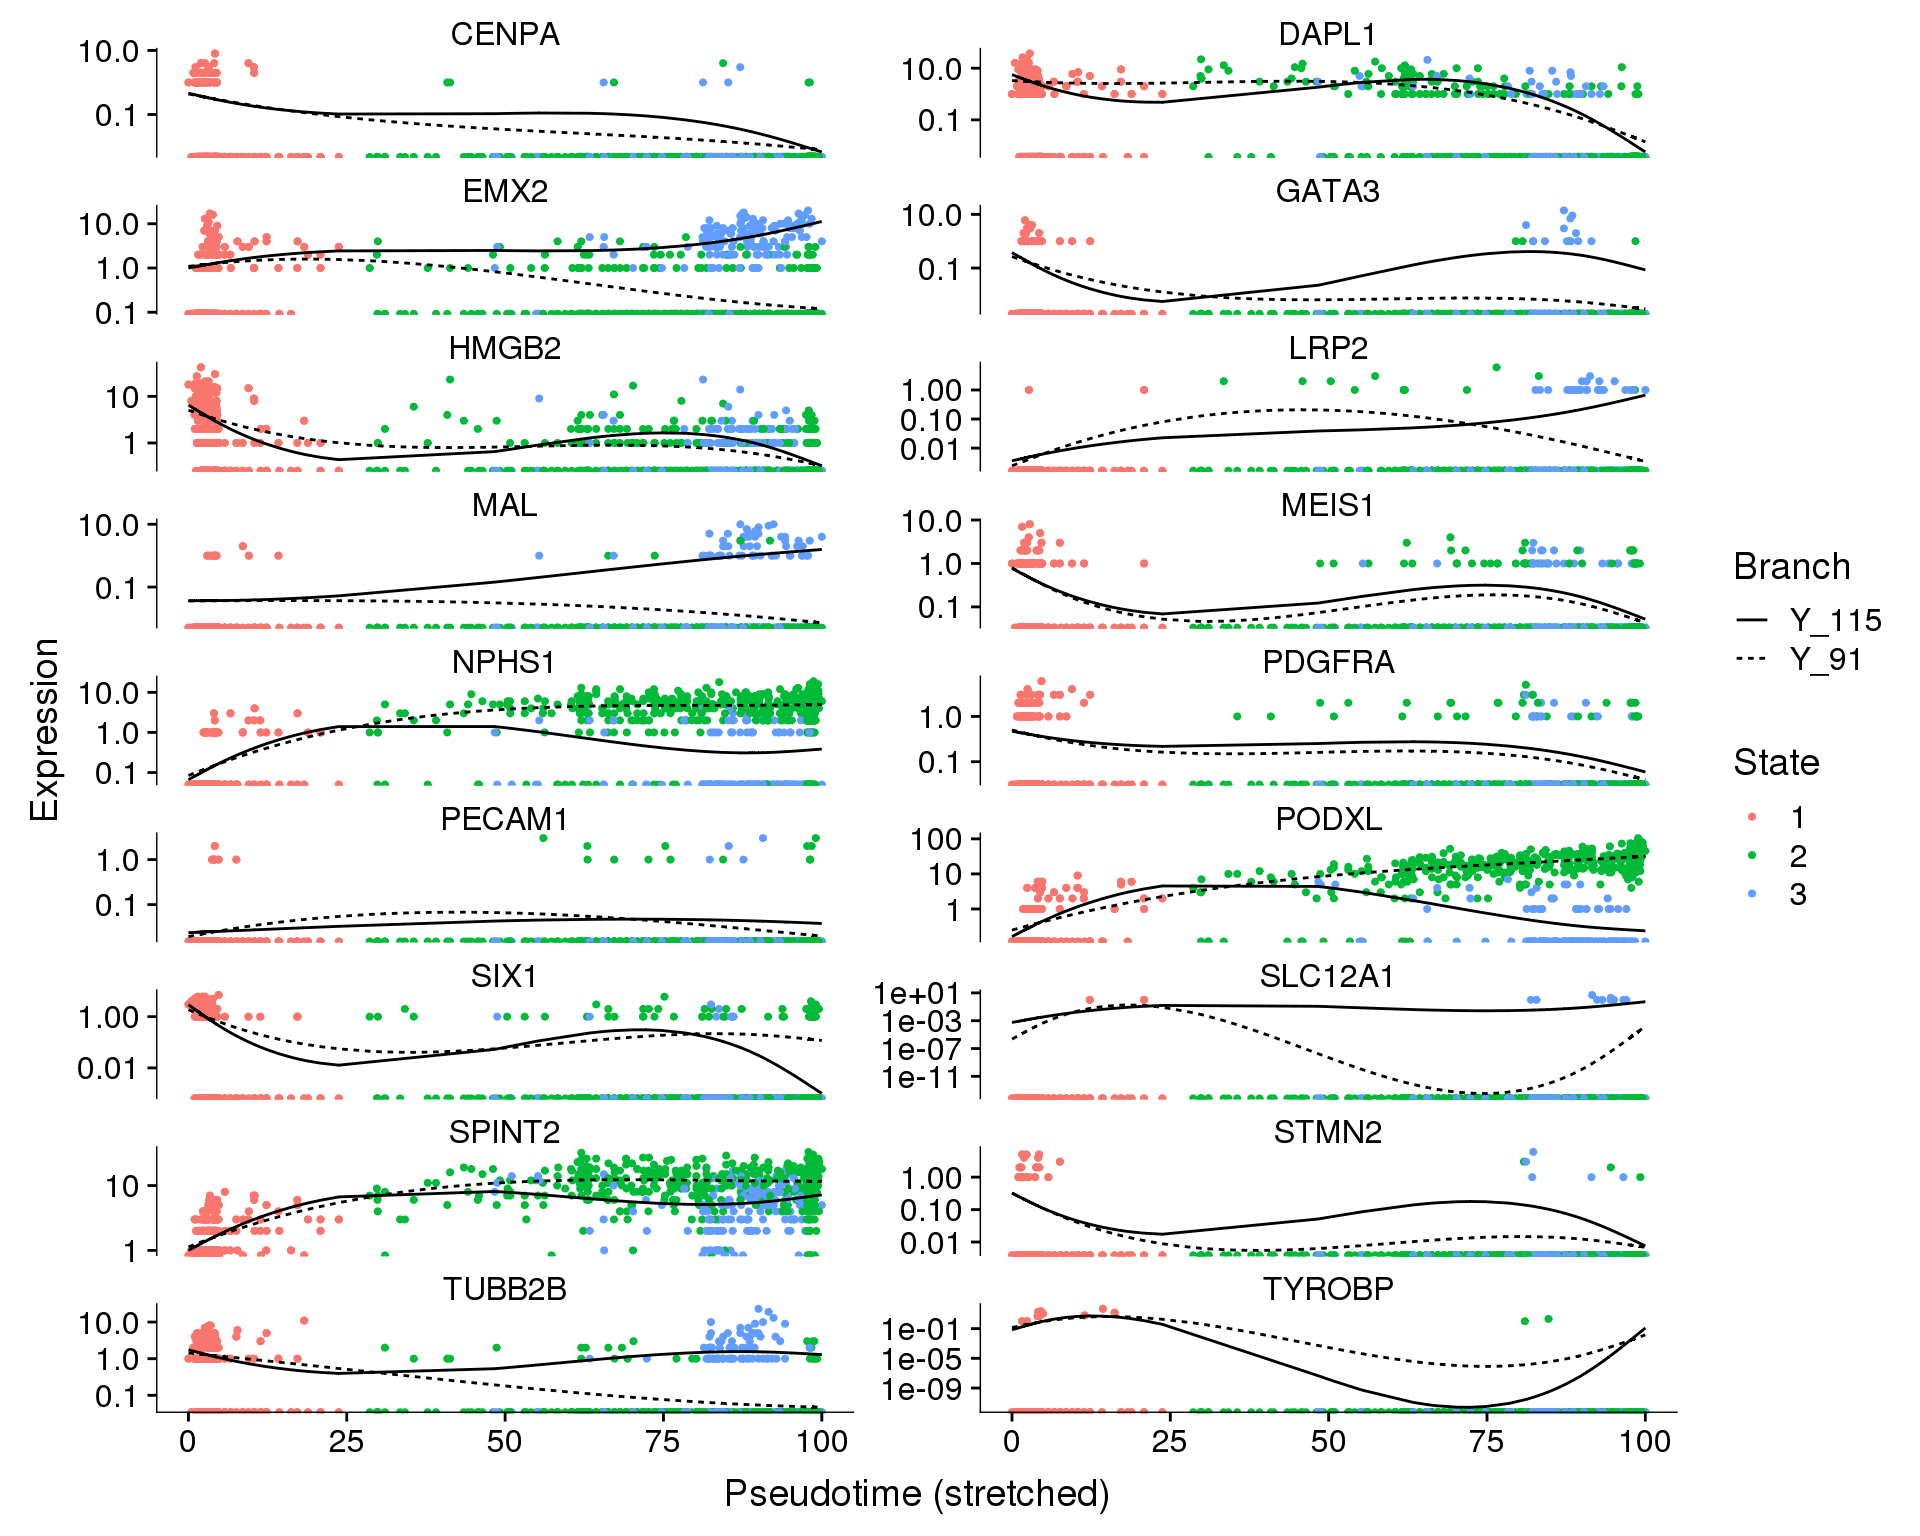 CENPA
10.0
0.1
DAPL1
10.0
0.1
EMX2
10.0
1.0
0.1
GATA3
10.0
0.1
HMGB2
10
1
LRP2
1.00
0.10
0.01
MAL
10.0
0.1
MEIS1
10.0
1.0
0.1
NPHS1
10.0
1.0
0.1
PDGFRA
1.0
0.1
PECAM1
1.0
0.1
PODXL
100
10
1
SIX1
1.00
0.01
SLC12A1
1e+01
1e-03
1e-07
1e-11
SPINT2
10
1
STMN2
1.00
0.10
0.01
TUBB2B
10.0
1.0
0.1
TYROBP
1e-01
1e-05
1e-09
0 25 50 75 100
0 25 50 75 100
Pseudotime (stretched)
Expression
Branch
Y_115
Y_91
State
1
2
3